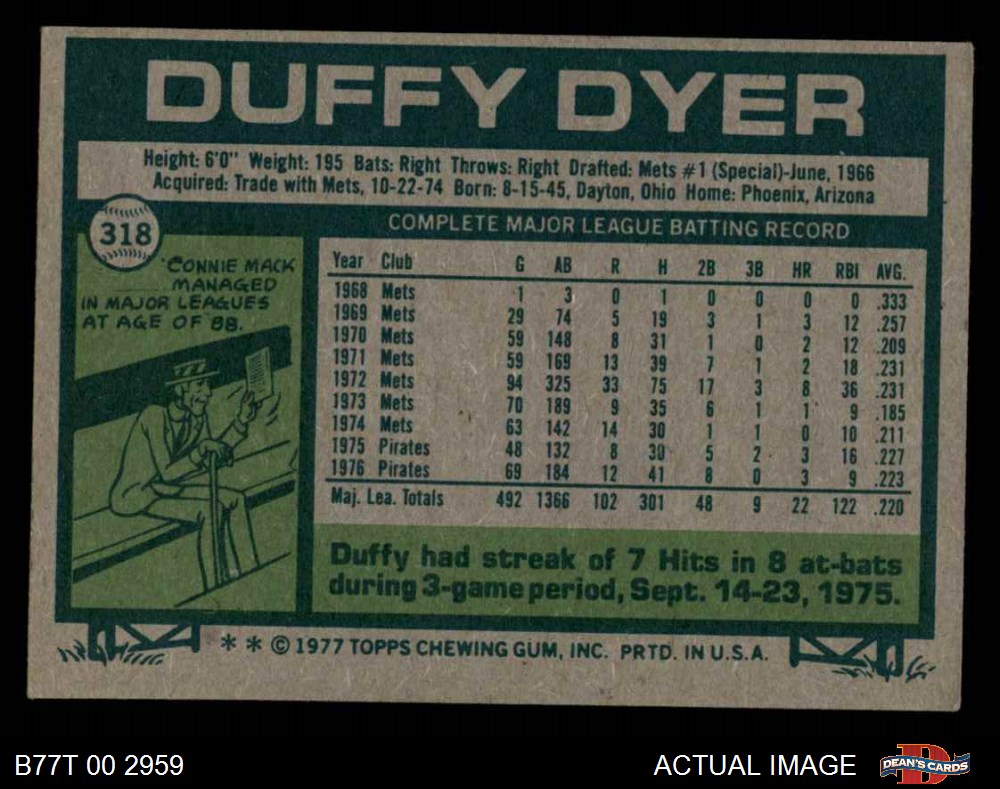 DUFFY DYER
Height: 6'0" Weight: 195 Bats: Right Throws: Right Drafted: Mets #1 (Special)-June, 1966
Acquired: Trade with Mets, 10-22-74 Born: 8-15-45, Dayton, Ohio Home: Phoenix, Arizona
318
CONNIE MACK
MANAGED
IN MAJOR LEAGUES
AT AGE OF 88.
COMPLETE MAJOR LEAGUE BATTING RECORD
Year Club G AB R H 2B 3B HR RBI AVG.
1968 Mets 1 3 0 1 0 0 0 0 .333
1969 Mets 29 74 5 19 3 1 3 12 .257
1970 Mets 59 148 8 31 1 0 2 12 .209
1971 Mets 59 169 13 39 7 1 2 18 .231
1972 Mets 94 325 33 75 17 3 8 36 .231
1973 Mets 70 189 9 35 6 1 1 9 .185
1974 Mets 63 142 14 30 1 1 0 10 .211
1975 Pirates 48 132 8 30 5 2 3 16 .227
1976 Pirates 69 184 12 41 8 0 3 9 .223
Maj. Lea. Totals 492 1366 102 301 48 9 22 122 .220
Duffy had streak of 7 Hits in 8 at-bats
during 3-game period, Sept. 14-23, 1975.
* * © 1977 TOPPS CHEWING GUM, INC. PRTD. IN U.S.A.
B77T 00 2959
ACTUAL IMAGE
DEAN'S CARDS